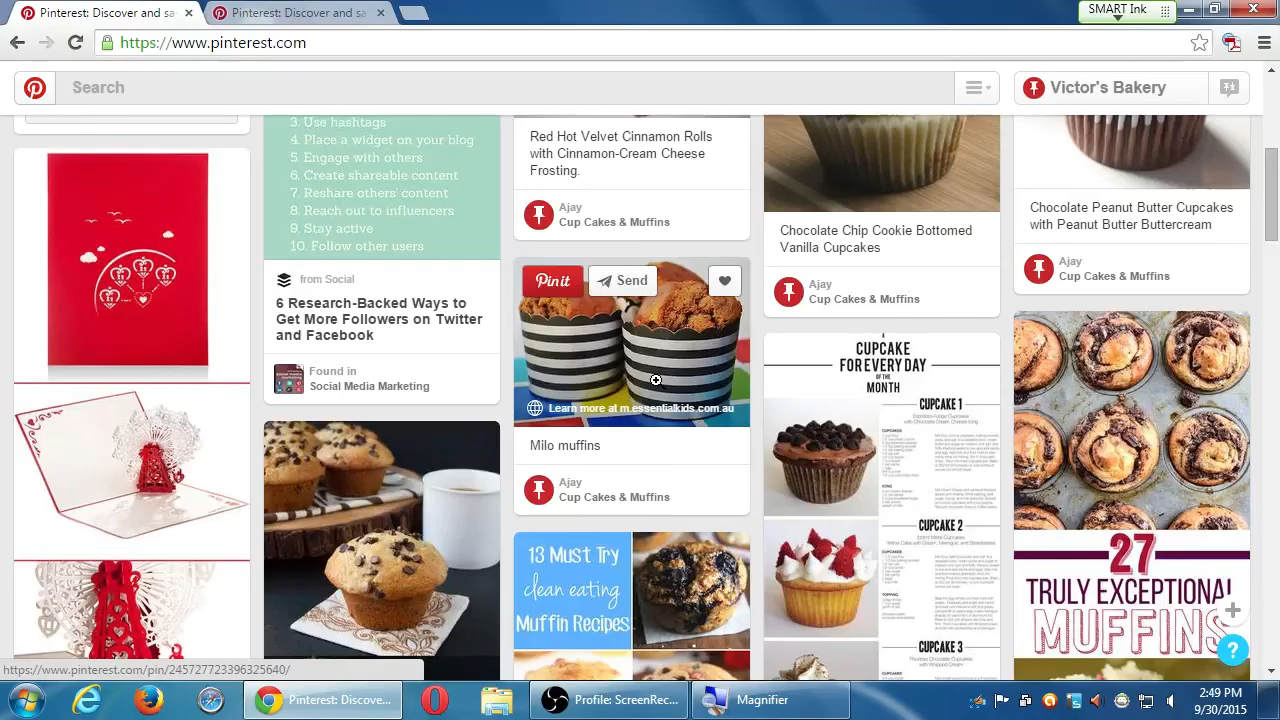 Pinterest: Discover and sa
Pinterest: Discover and sa
SMART Ink
https://www.pinterest.com
Search
Victor's Bakery
3. Use hashtags
4. Place a widget on your blog
5. Engage with others
6. Create shareable content
7. Reshare others' content
8. Reach out to influencers
9. Stay active
10. Follow other users
from Social
6 Research-Backed Ways to
Get More Followers on Twitter
and Facebook
Found in
Social Media Marketing
Red Hot Velvet Cinnamon Rolls
with Cinnamon-Cream Cheese
Frosting.
Ajay
Cup Cakes & Muffins
Pin it
Send
Learn more at m.essentialkids.com.au
Milo muffins
Ajay
Cup Cakes & Muffins
13 Must Try
Clean eating
Muffin Recipes
Chocolate Chip Cookie Bottomed
Vanilla Cupcakes
Ajay
Cup Cakes & Muffins
A
CUPCAKE
FOR EVERY DAY
OF THE
MONTH
CUPCAKE 1
CUPCAKE 2
CUPCAKE 3
Chocolate Peanut Butter Cupcakes
with Peanut Butter Buttercream
Ajay
Cup Cakes & Muffins
27
TRULY EXCEPTIONAL
MUFFINS
?
Pinterest: Discove...
Profile: ScreenRec...
Magnifier
2:49 PM
9/30/2015